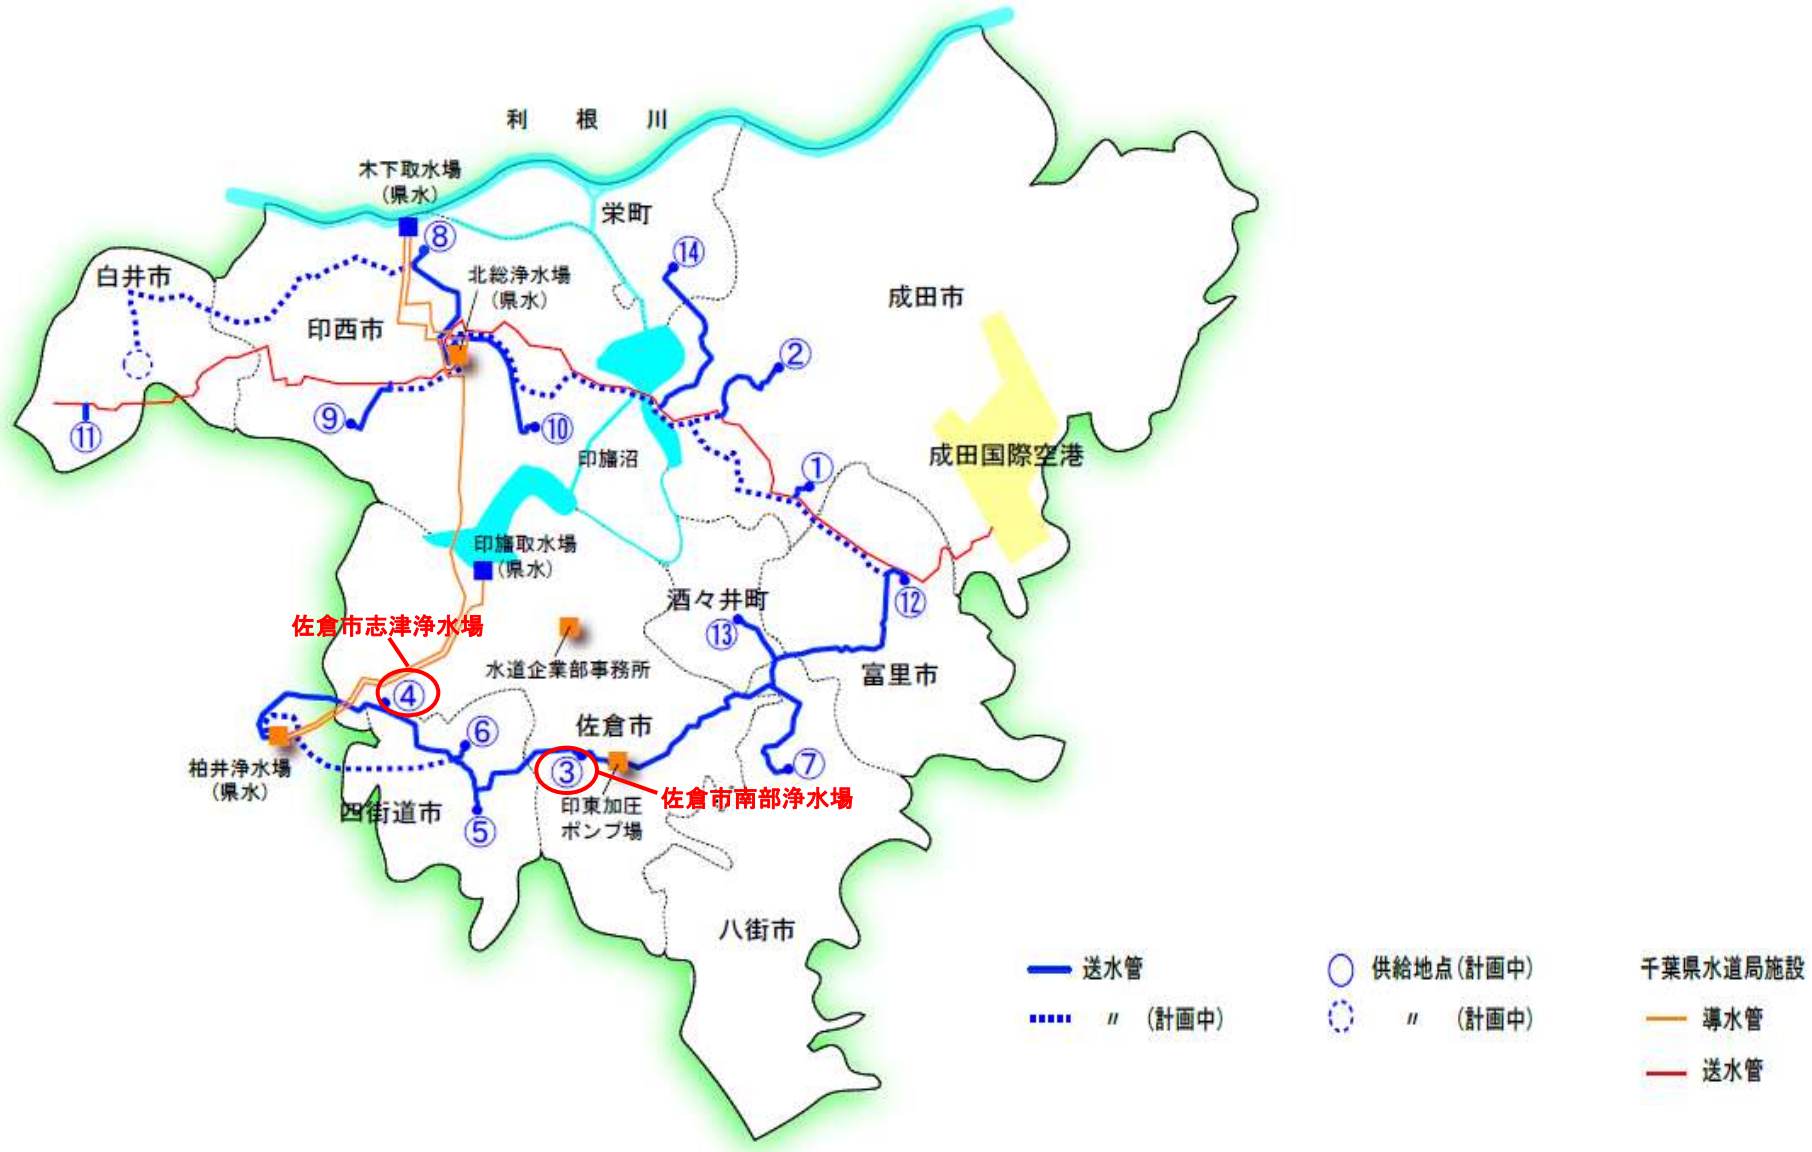 利根川
木下取水場
(県水)
⑧
栄町
⑭
白井市
北総浄水場
(県水)
成田市
印西市
②
⑨
⑩
⑪
印旛沼
①
成田国際空港
印旛取水場
(県水)
⑫
酒々井町
佐倉市志津浄水場
⑬
水道企業部事務所
富里市
④
佐倉市
⑥
柏井浄水場
(県水)
③
⑦
佐倉市南部浄水場
四街道市
印東加圧
ポンプ場
⑤
八街市
送水管
〃 (計画中)
供給地点(計画中)
〃 (計画中)
千葉県水道局施設
導水管
送水管